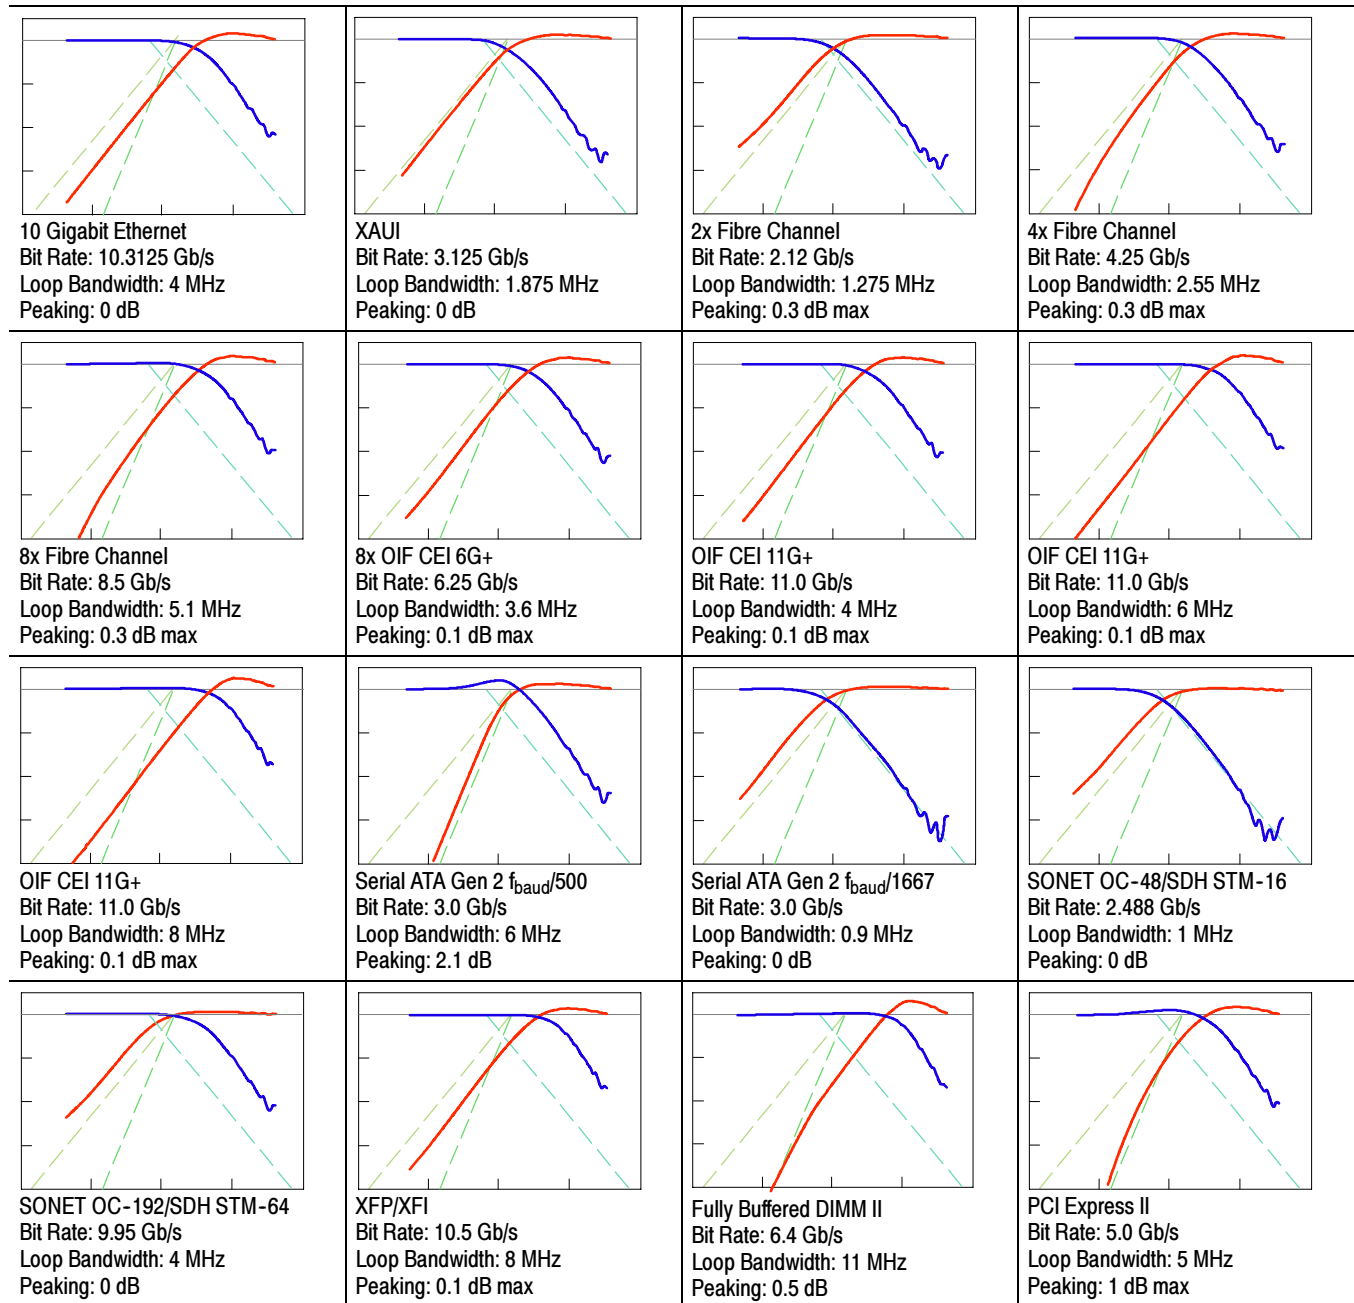 10 Gigabit Ethernet
Bit Rate: 10.3125 Gb/s
Loop Bandwidth: 4 MHz
Peaking: 0 dB
XAUI
Bit Rate: 3.125 Gb/s
Loop Bandwidth: 1.875 MHz
Peaking: 0 dB
2x Fibre Channel
Bit Rate: 2.12 Gb/s
Loop Bandwidth: 1.275 MHz
Peaking: 0.3 dB max
4x Fibre Channel
Bit Rate: 4.25 Gb/s
Loop Bandwidth: 2.55 MHz
Peaking: 0.3 dB max
8x Fibre Channel
Bit Rate: 8.5 Gb/s
Loop Bandwidth: 5.1 MHz
Peaking: 0.3 dB max
8x OIF CEI 6G+
Bit Rate: 6.25 Gb/s
Loop Bandwidth: 3.6 MHz
Peaking: 0.1 dB max
OIF CEI 11G+
Bit Rate: 11.0 Gb/s
Loop Bandwidth: 4 MHz
Peaking: 0.1 dB max
OIF CEI 11G+
Bit Rate: 11.0 Gb/s
Loop Bandwidth: 6 MHz
Peaking: 0.1 dB max
OIF CEI 11G+
Bit Rate: 11.0 Gb/s
Loop Bandwidth: 8 MHz
Peaking: 0.1 dB max
Serial ATA Gen 2 fbaud/500
Bit Rate: 3.0 Gb/s
Loop Bandwidth: 6 MHz
Peaking: 2.1 dB
Serial ATA Gen 2 fbaud/1667
Bit Rate: 3.0 Gb/s
Loop Bandwidth: 0.9 MHz
Peaking: 0 dB
SONET OC-48/SDH STM-16
Bit Rate: 2.488 Gb/s
Loop Bandwidth: 1 MHz
Peaking: 0 dB
SONET OC-192/SDH STM-64
Bit Rate: 9.95 Gb/s
Loop Bandwidth: 4 MHz
Peaking: 0 dB
XFP/XFI
Bit Rate: 10.5 Gb/s
Loop Bandwidth: 8 MHz
Peaking: 0.1 dB max
Fully Buffered DIMM II
Bit Rate: 6.4 Gb/s
Loop Bandwidth: 11 MHz
Peaking: 0.5 dB
PCI Express II
Bit Rate: 5.0 Gb/s
Loop Bandwidth: 5 MHz
Peaking: 1 dB max